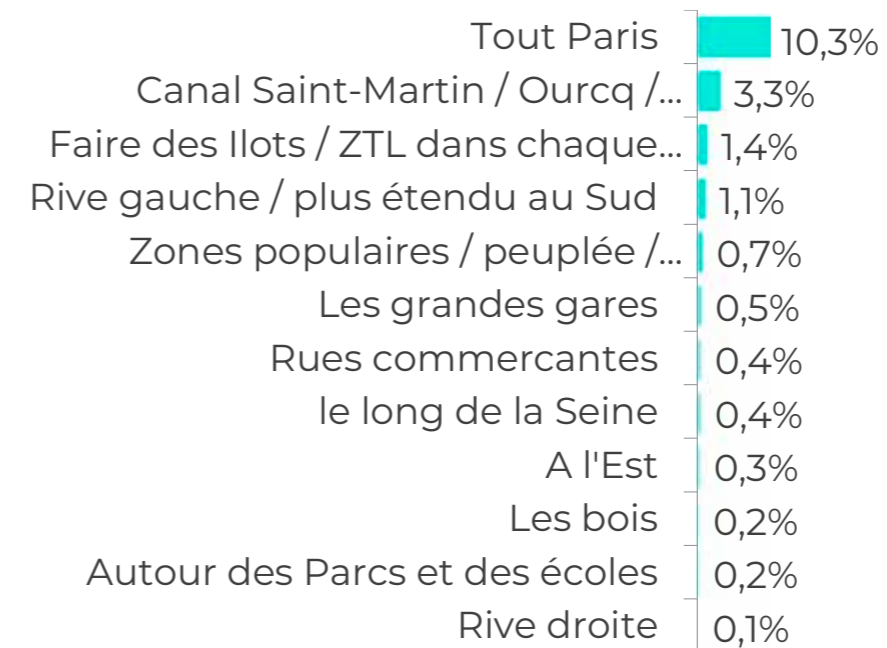 Tout Paris 10,3%
Canal Saint-Martin / Ourcq /... 3,3%
Faire des Ilots / ZTL dans chaque... 1,4%
Rive gauche / plus étendu au Sud 1,1%
Zones populaires / peuplée /... 0,7%
Les grandes gares 0,5%
Rues commercantes 0,4%
le long de la Seine 0,4%
A l'Est 0,3%
Les bois 0,2%
Autour des Parcs et des écoles 0,2%
Rive droite 0,1%